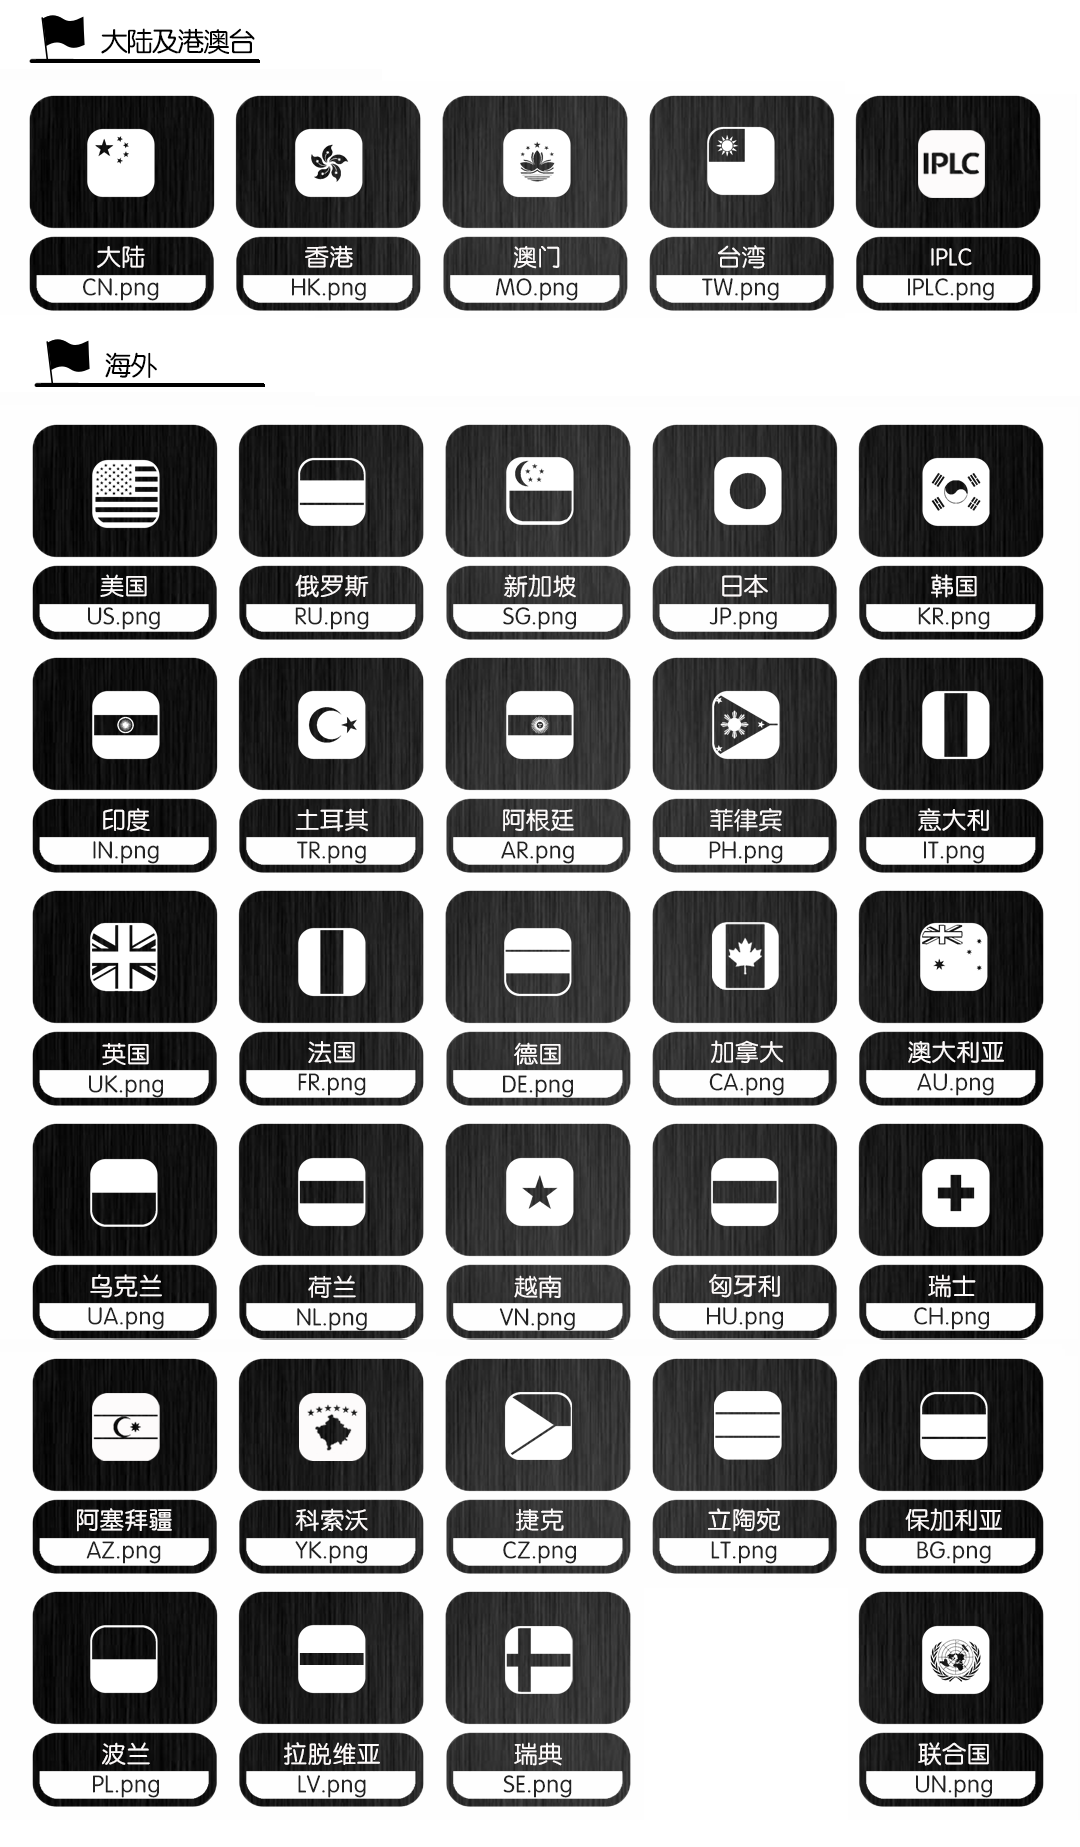 大陆及港澳台
IPLC
大陆
CN.png
香港
HK.png
澳门
MO.png
台湾
TW.png
IPLC
IPLC.png
海外
美国
US.png
俄罗斯
RU.png
新加坡
SG.png
日本
JP.png
韩国
KR.png
印度
IN.png
土耳其
TR.png
阿根廷
AR.png
菲律宾
PH.png
意大利
IT.png
英国
UK.png
法国
FR.png
德国
DE.png
加拿大
CA.png
澳大利亚
AU.png
乌克兰
UA.png
荷兰
NL.png
越南
VN.png
匈牙利
HU.png
瑞士
CH.png
阿塞拜疆
AZ.png
科索沃
YK.png
捷克
CZ.png
立陶宛
LT.png
保加利亚
BG.png
波兰
PL.png
拉脱维亚
LV.png
瑞典
SE.png
联合国
UN.png